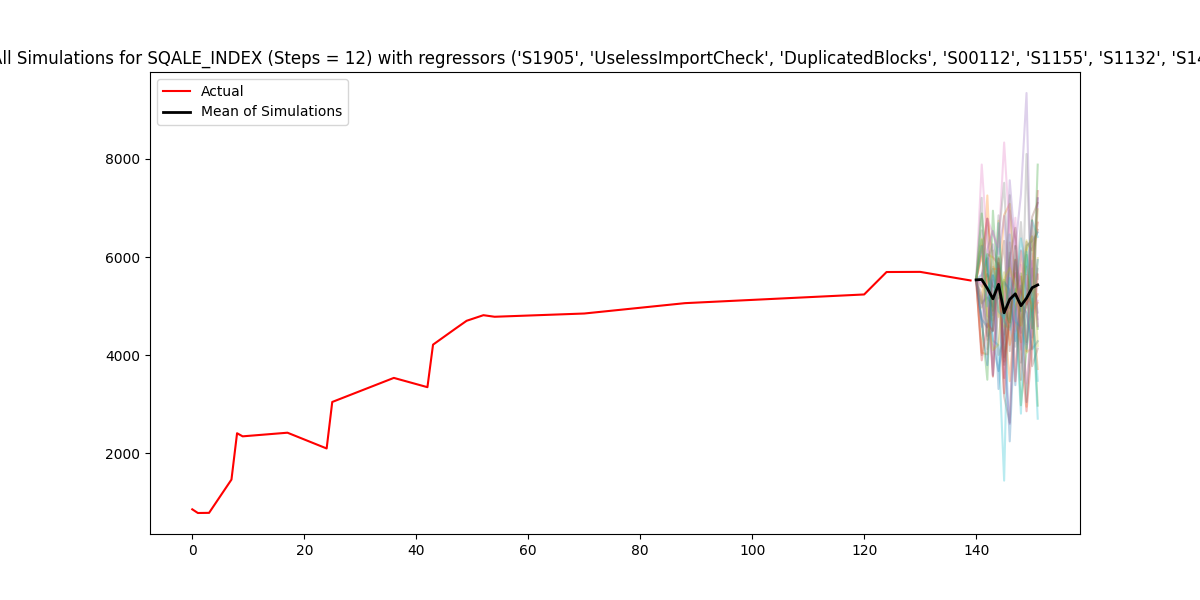 ll Simulations for SQALE_INDEX (Steps = 12) with regressors ('S1905', 'UselessImportCheck', 'DuplicatedBlocks', 'S00112', 'S1155', 'S1132', 'S14
Actual
Mean of Simulations
8000
6000
4000
2000
0 20 40 60 80 100 120 140